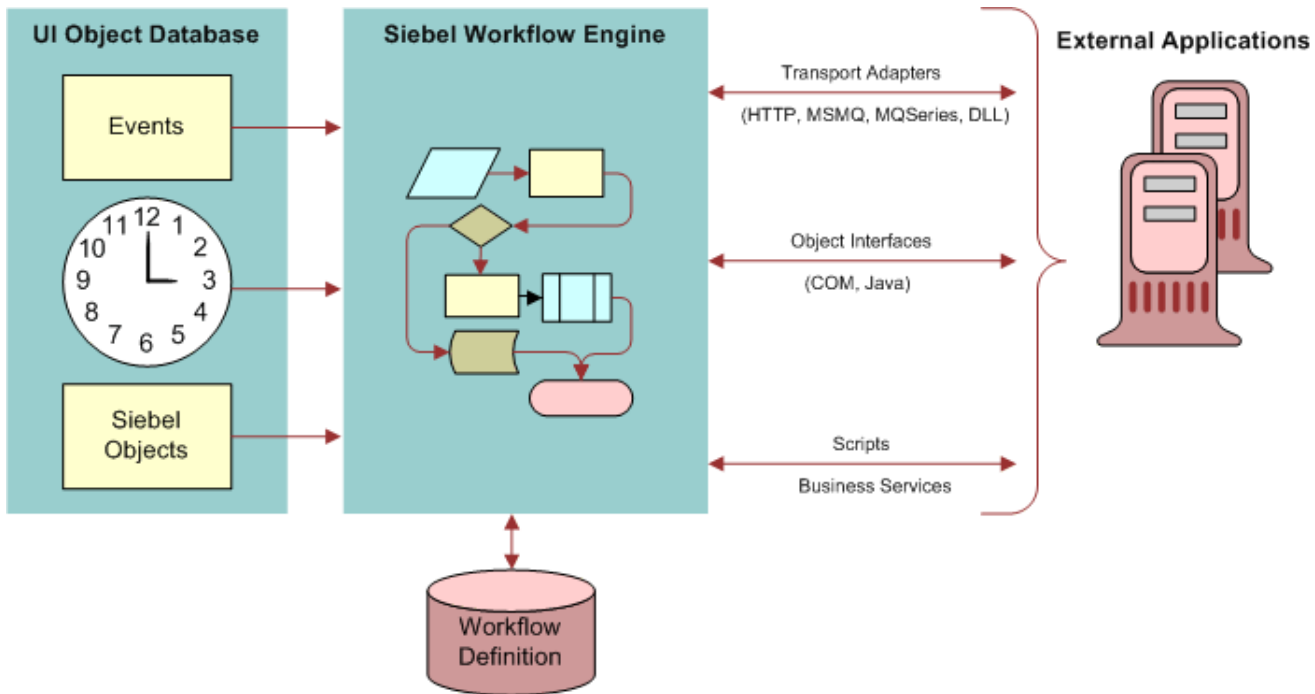 UI Object Database
Siebel Workflow Engine
External Applications
Events
12
11
1
10
2
9
3
8
4
7
5
6
Siebel
Objects
Transport Adapters
(HTTP, MSMQ, MQSeries, DLL)
Object Interfaces
(COM, Java)
Scripts
Business Services
Workflow
Definition